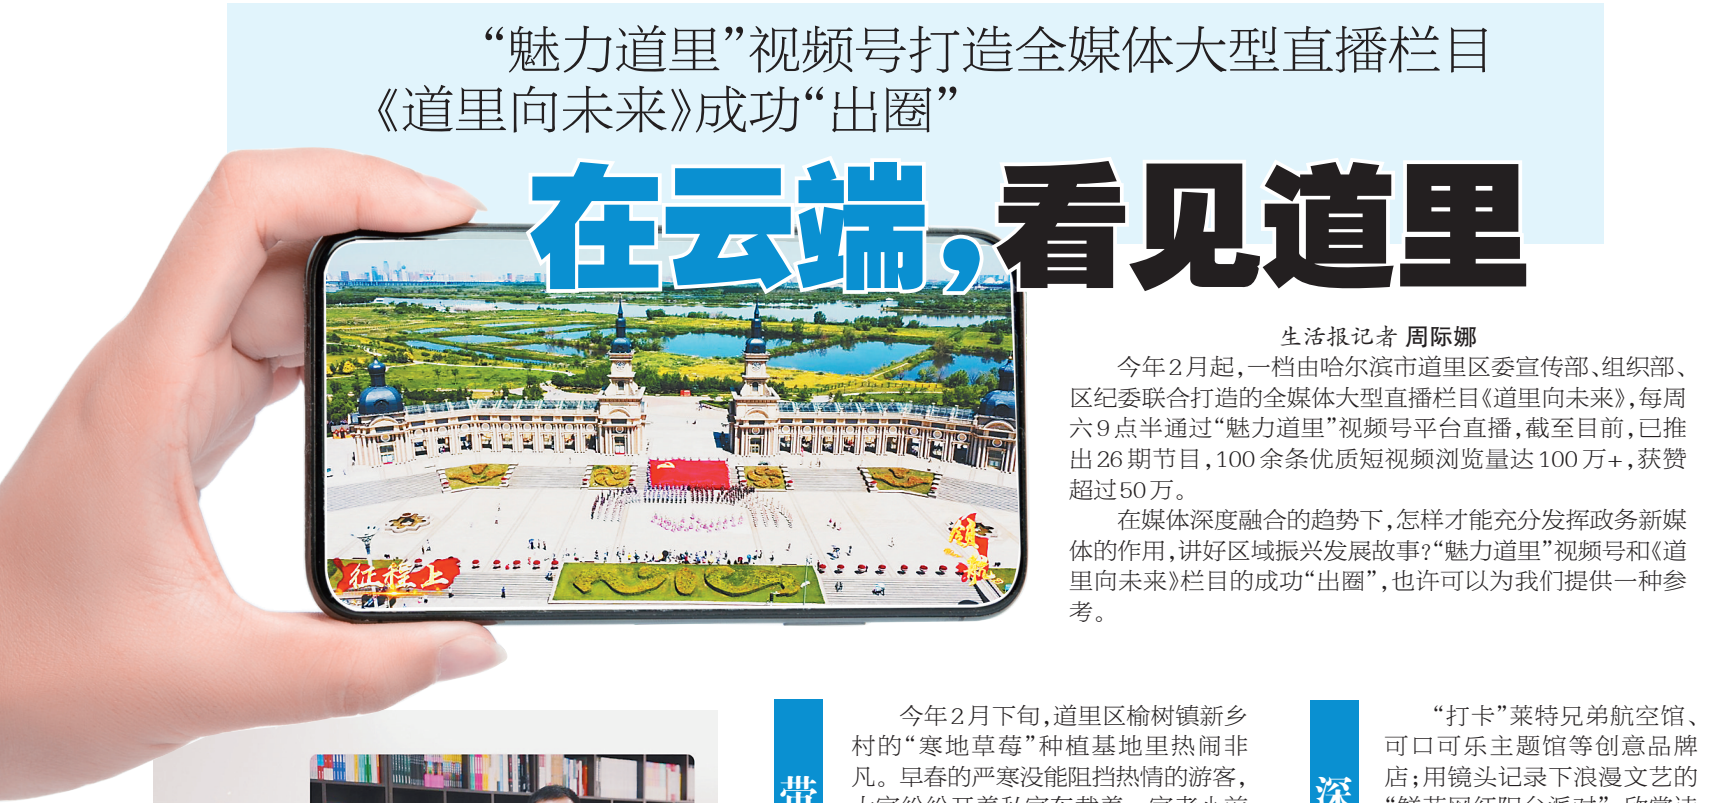 “魅力道里”视频号打造全媒体大型直播栏目
《道里向未来》成功“出圈”
在云端,看见道里
生活报记者 周际娜
今年2月起,一档由哈尔滨市道里区委宣传部、组织部、
区纪委联合打造的全媒体大型直播栏目《道里向未来》,每周
六9点半通过“魅力道里”视频号平台直播,截至目前,已推
出26期节目,100余条优质短视频浏览量达100万+,获赞
超过50万。
在媒体深度融合的趋势下,怎样才能充分发挥政务新媒
体的作用,讲好区域振兴发展故事?“魅力道里”视频号和《道
里向未来》栏目的成功“出圈”,也许可以为我们提供一种参
考。
征程上
领航
带
今年2月下旬,道里区榆树镇新乡
村的“寒地草莓”种植基地里热闹非
凡。早春的严寒没能阻挡热情的游客,
深
“打卡”莱特兄弟航空馆、
可口可乐主题馆等创意品牌
店;用镜头记录下浪漫文艺的